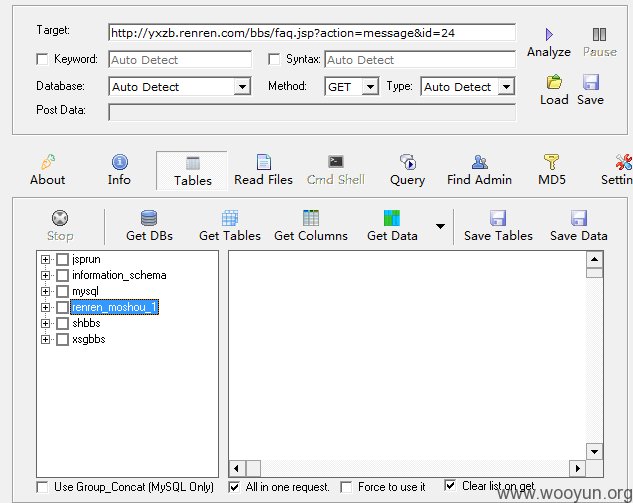 Target: http://yxzb.renren.com/bbs/faq.jsp?action=message&id=24
Analyze Pause
Keyword: Auto Detect Syntax: Auto Detect
Database: Auto Detect Method: GET Type: Auto Detect
Load Save
Post Data:
About Info Tables Read Files Cmd Shell Query Find Admin MD5 Settin
Stop Get DBs Get Tables Get Columns Get Data Save Tables Save Data
jsprun
information_schema
mysql
renren_moshou_1
shbbs
xsgbbs
Use Group_Concat (MySQL Only) All in one request. Force to use it Clear list on get
www.wooyun.org